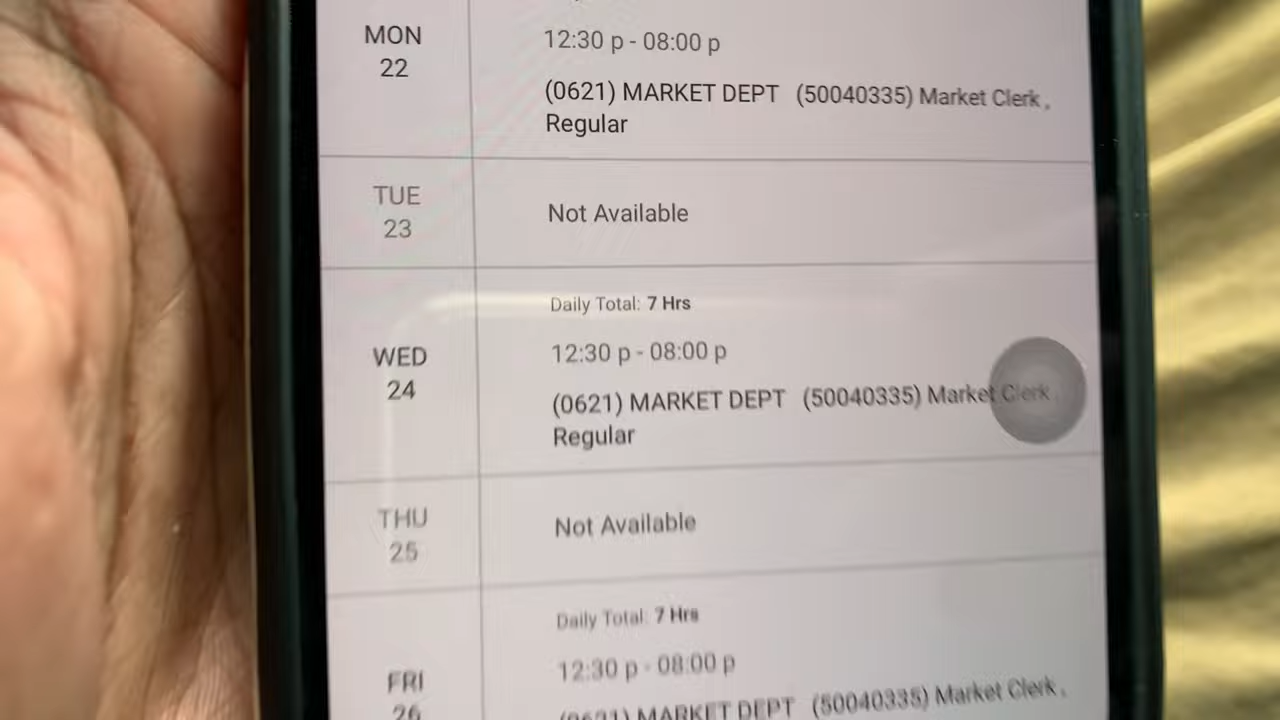 MON
22
12:30 p - 08:00 p
(0621) MARKET DEPT (50040335) Market Clerk ,
Regular
TUE
23
Not Available
Daily Total: 7 Hrs
WED
24
12:30 p - 08:00 p
(0621) MARKET DEPT (50040335) Market Clerk ,
Regular
THU
25
Not Available
Daily Total: 7 Hrs
FRI
26
12:30 p - 08:00 p
(0621) MARKET DEPT (50040335) Market Clerk ,